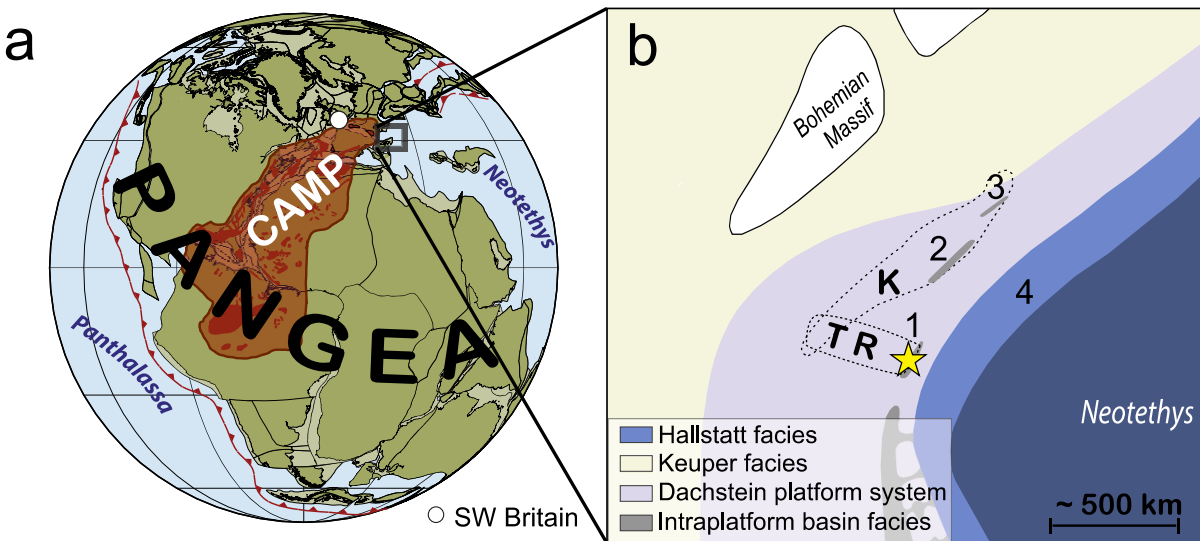 a
PANGEA
CAMP
Neotethys
Panthalassa
SW Britain
b
Bohemian
Massif
3
2
K
4
1
TR
Neotethys
Hallstatt facies
Keuper facies
Dachstein platform system
Intraplatform basin facies
~ 500 km